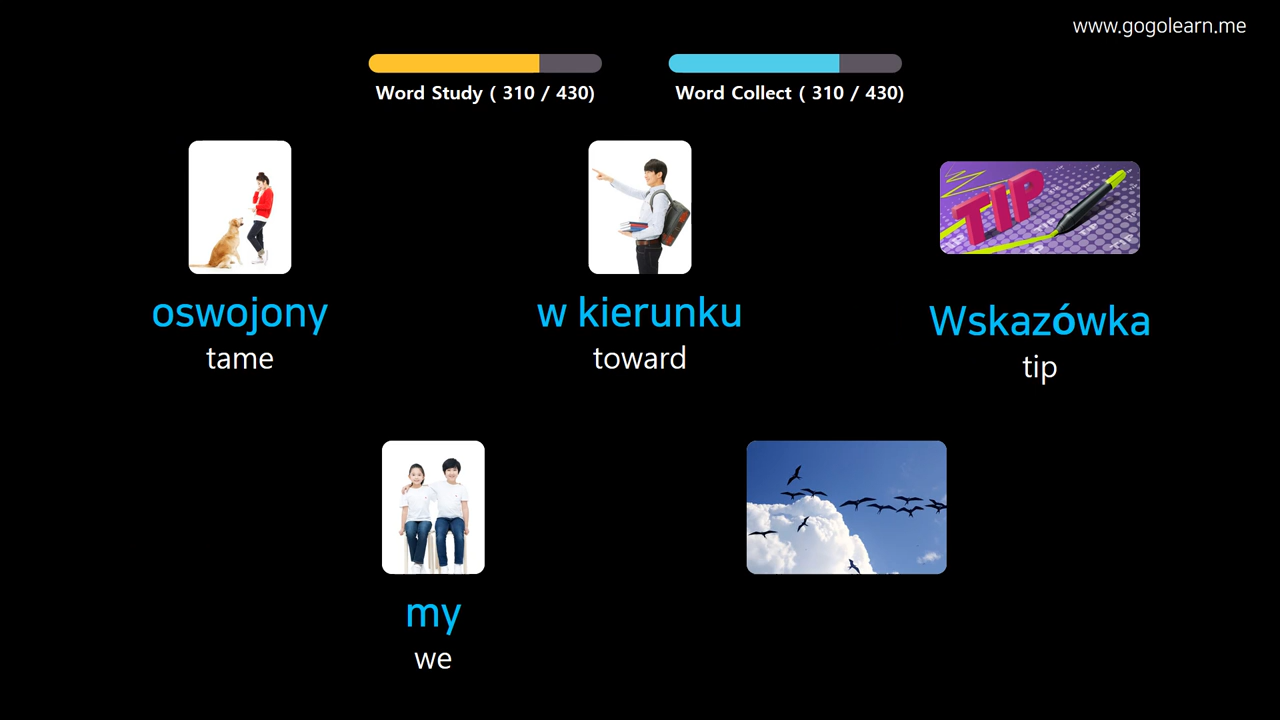 www.gogolearn.me
Word Study ( 310 / 430)
Word Collect ( 310 / 430)
TIP
oswojony
tame
w kierunku
toward
Wskazówka
tip
my
we